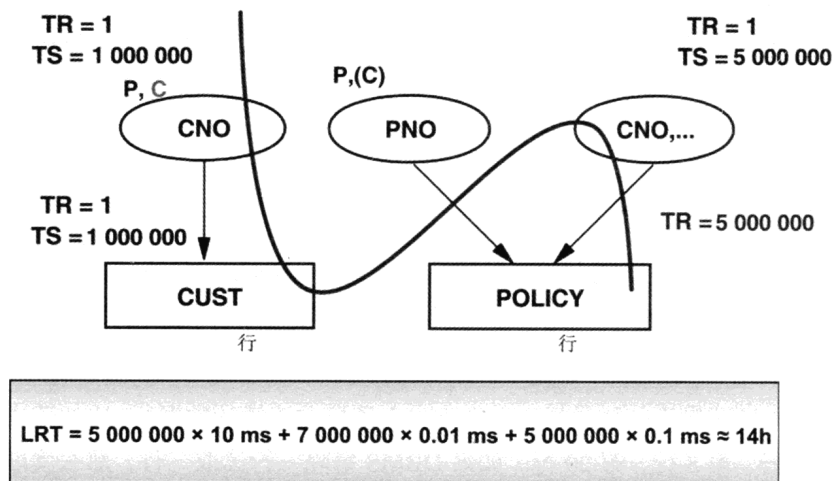 TR = 1
TS = 1 000 000
TR = 1
TS = 5 000 000
P, C
P,(C)
CNO
PNO
CNO,...
TR = 1
TS = 1 000 000
TR = 5 000 000
CUST
POLICY
行
行
LRT = 5 000 000 × 10 ms + 7 000 000 × 0.01 ms + 5 000 000 × 0.1 ms ≈ 14h